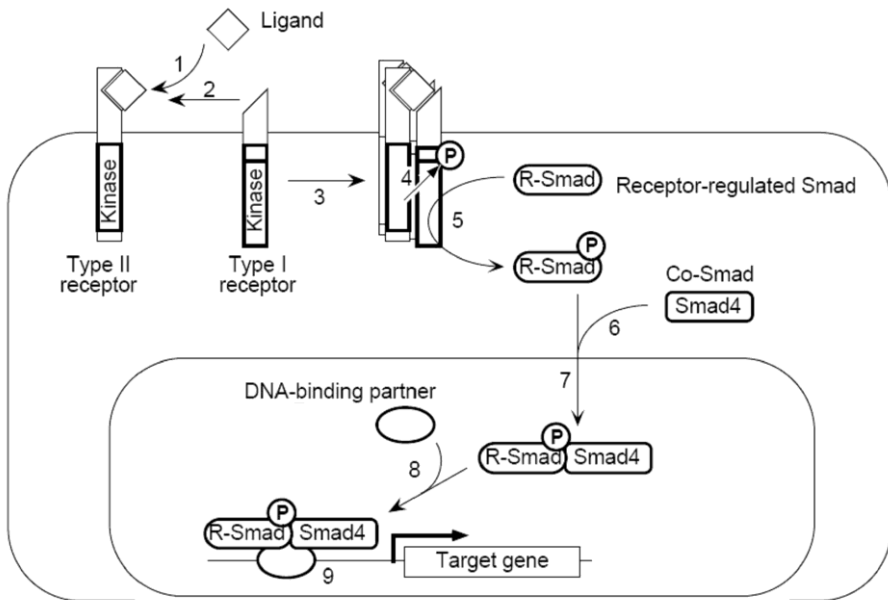 Ligand
1
2
Kinase
Kinase
3
4
P
5
R-Smad
Receptor-regulated Smad
P
R-Smad
Type II
receptor
Type I
receptor
Co-Smad
Smad4
6
7
DNA-binding partner
P
R-Smad
Smad4
8
P
R-Smad
Smad4
9
Target gene